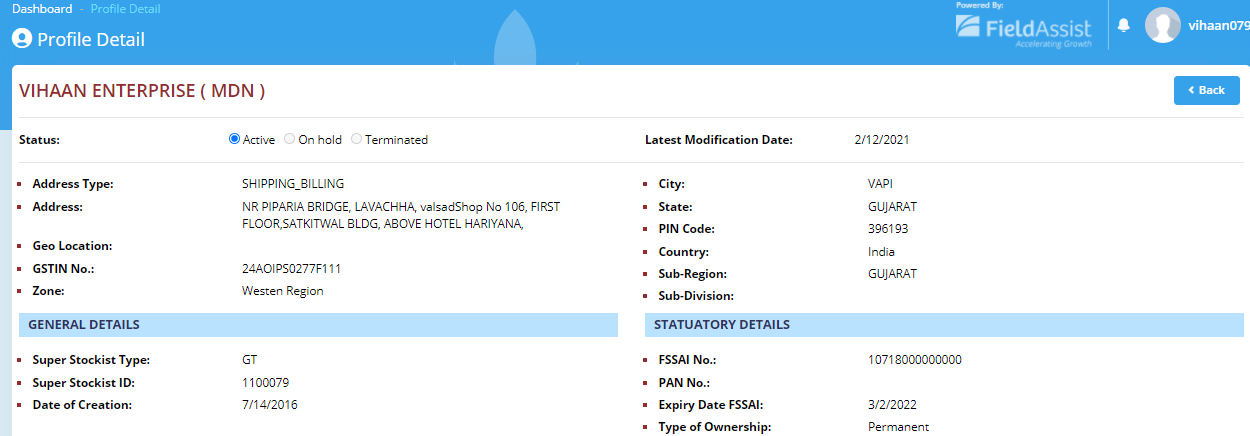 Dashboard - Profile Detail
Profile Detail
Powered By:
FieldAssist
Accelerating Growth
vihaan079
VIHAAN ENTERPRISE ( MDN )
Back
Status: Active On hold Terminated
Latest Modification Date: 2/12/2021
Address Type: SHIPPING_BILLING
Address: NR PIPARIA BRIDGE, LAVACHHA, valsadShop No 106, FIRST
FLOOR,SATKITWAL BLDG, ABOVE HOTEL HARIYANA,
Geo Location:
GSTIN No.: 24AOIPS0277F111
Zone: Westen Region
City: VAPI
State: GUJARAT
PIN Code: 396193
Country: India
Sub-Region: GUJARAT
Sub-Division:
GENERAL DETAILS
Super Stockist Type: GT
Super Stockist ID: 1100079
Date of Creation: 7/14/2016
STATUATORY DETAILS
FSSAI No.: 10718000000000
PAN No.:
Expiry Date FSSAI: 3/2/2022
Type of Ownership: Permanent